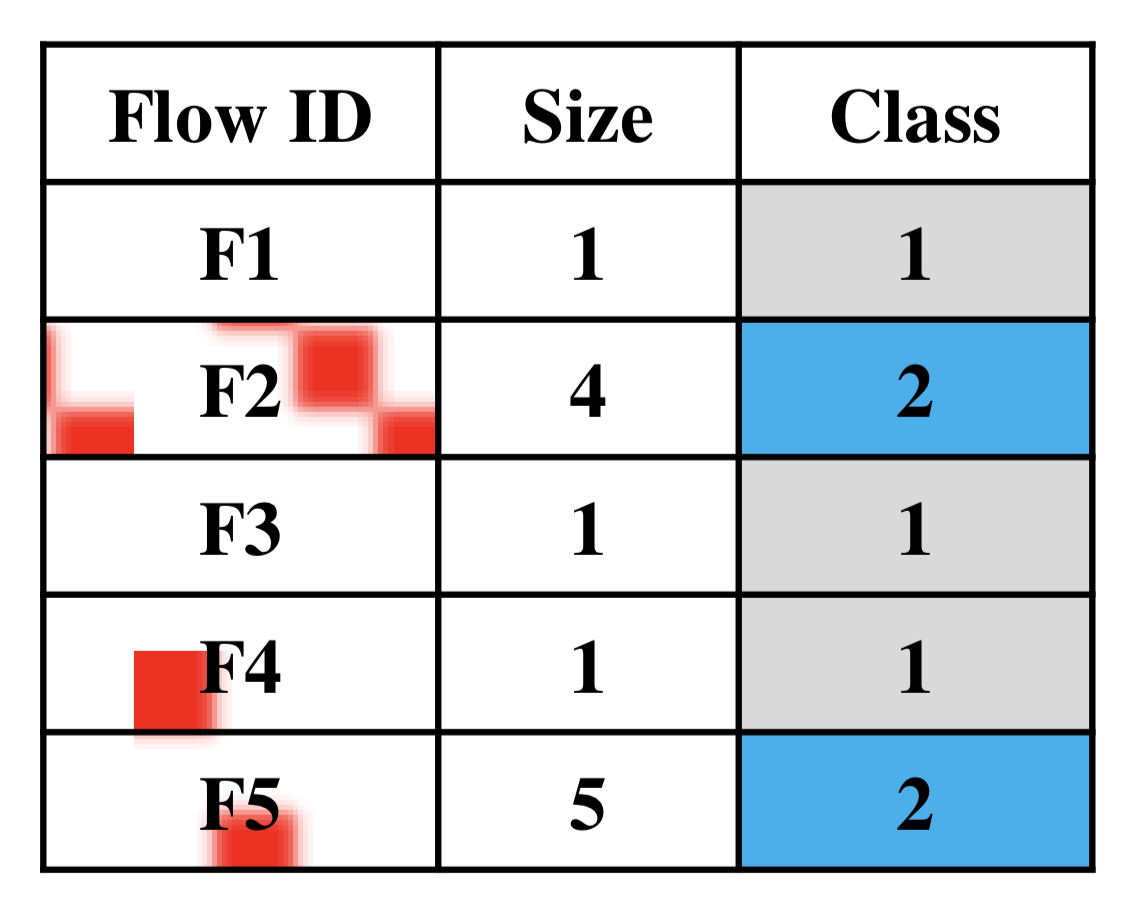 Flow ID Size Class
F1 1 1
F2 4 2
F3 1 1
F4 1 1
F5 5 2